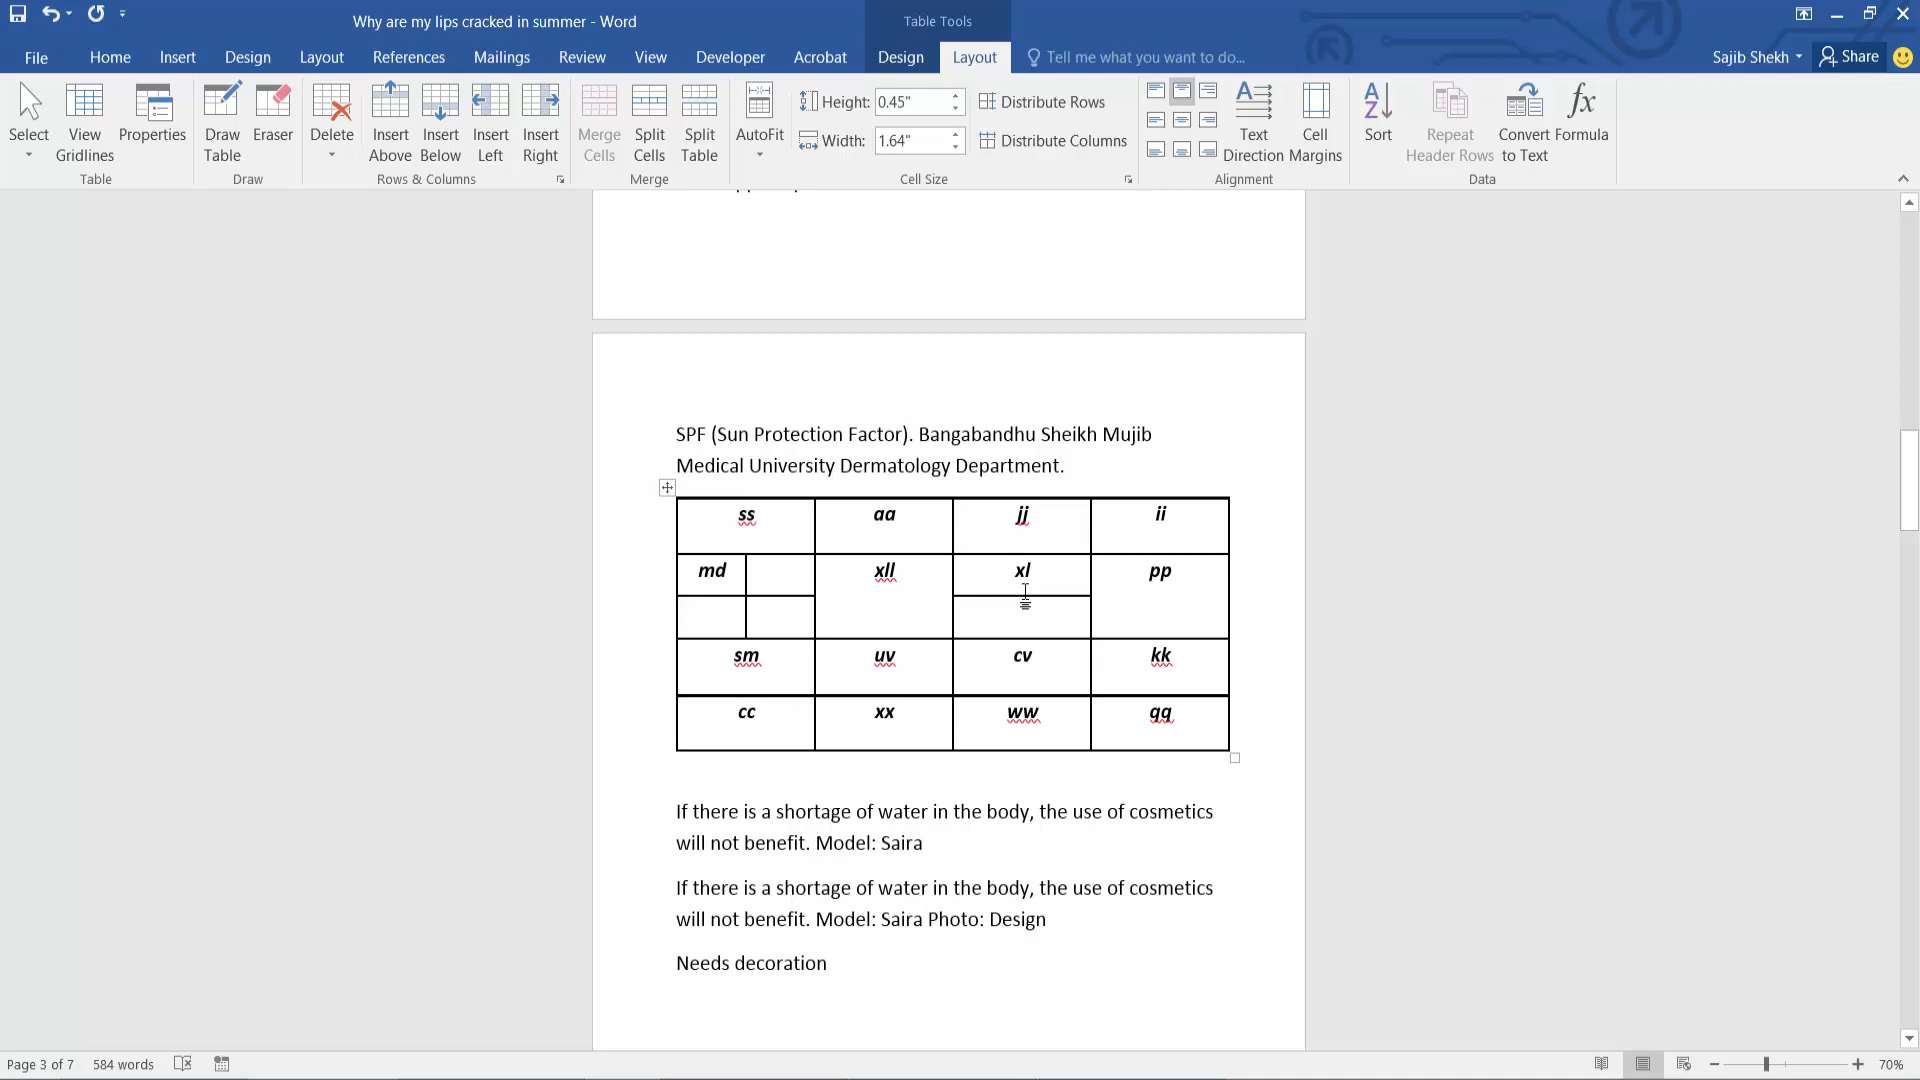 Why are my lips cracked in summer - Word
Table Tools
File Home Insert Design Layout References Mailings Review View Developer Acrobat Design Layout Tell me what you want to do... Sajib Shekh Share
Select
View Gridlines
Properties
Table
Draw Table
Eraser
Draw
Delete
Insert Above
Insert Below
Insert Left
Insert Right
Rows & Columns
Merge Cells
Split Cells
Split Table
Merge
AutoFit
Height: 0.45"
Width: 1.64"
Distribute Rows
Distribute Columns
Cell Size
Text Direction
Cell Margins
Alignment
Sort
Repeat Header Rows
Convert to Text
Formula
Data
SPF (Sun Protection Factor). Bangabandhu Sheikh Mujib
Medical University Dermatology Department.
ss aa jj ii
md xll xl pp
sm uv cv kk
cc xx ww qq
If there is a shortage of water in the body, the use of cosmetics
will not benefit. Model: Saira
If there is a shortage of water in the body, the use of cosmetics
will not benefit. Model: Saira Photo: Design
Needs decoration
Page 3 of 7 584 words 70%